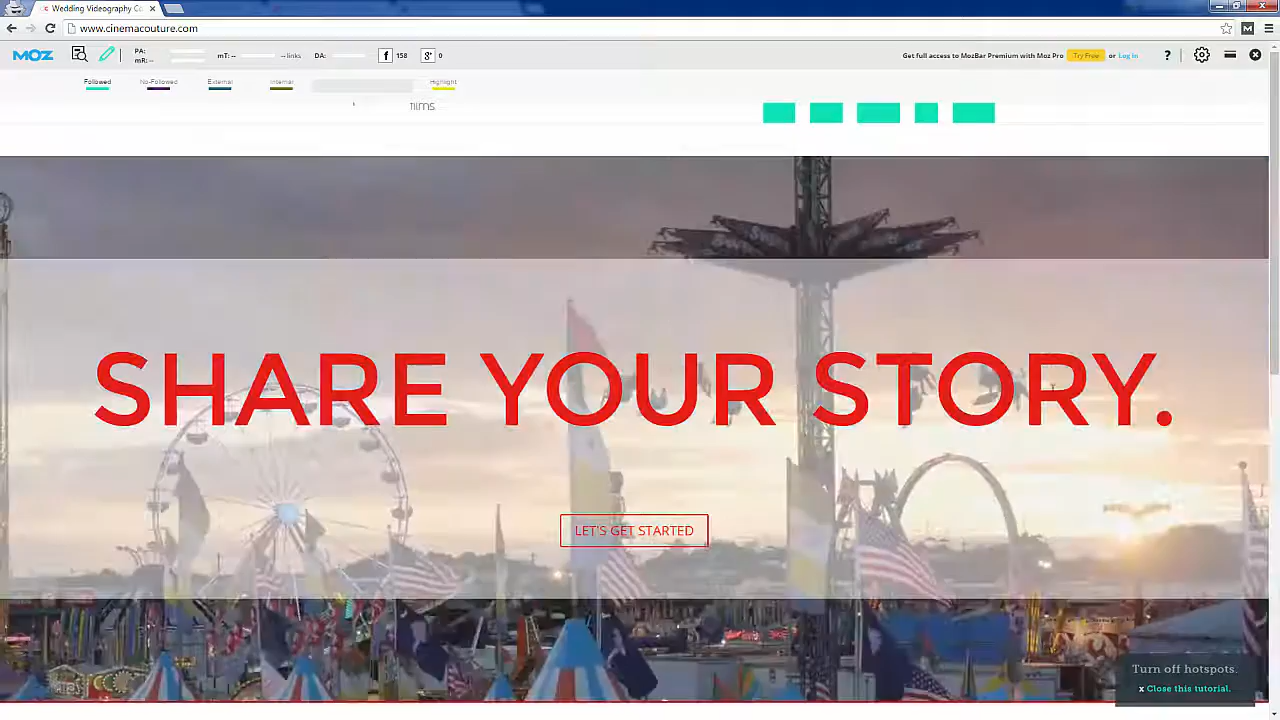 Wedding Videography Co
www.cinemacouture.com
MOZ
PA:
mR: --
mT: --
-- links
DA:
f 158
g+ 0
Get full access to MozBar Premium with Moz Pro Try Free or Log In
?
Followed No-Followed External Internal Highlight
films
SHARE YOUR STORY.
LET'S GET STARTED
Turn off hotspots.
x Close this tutorial.